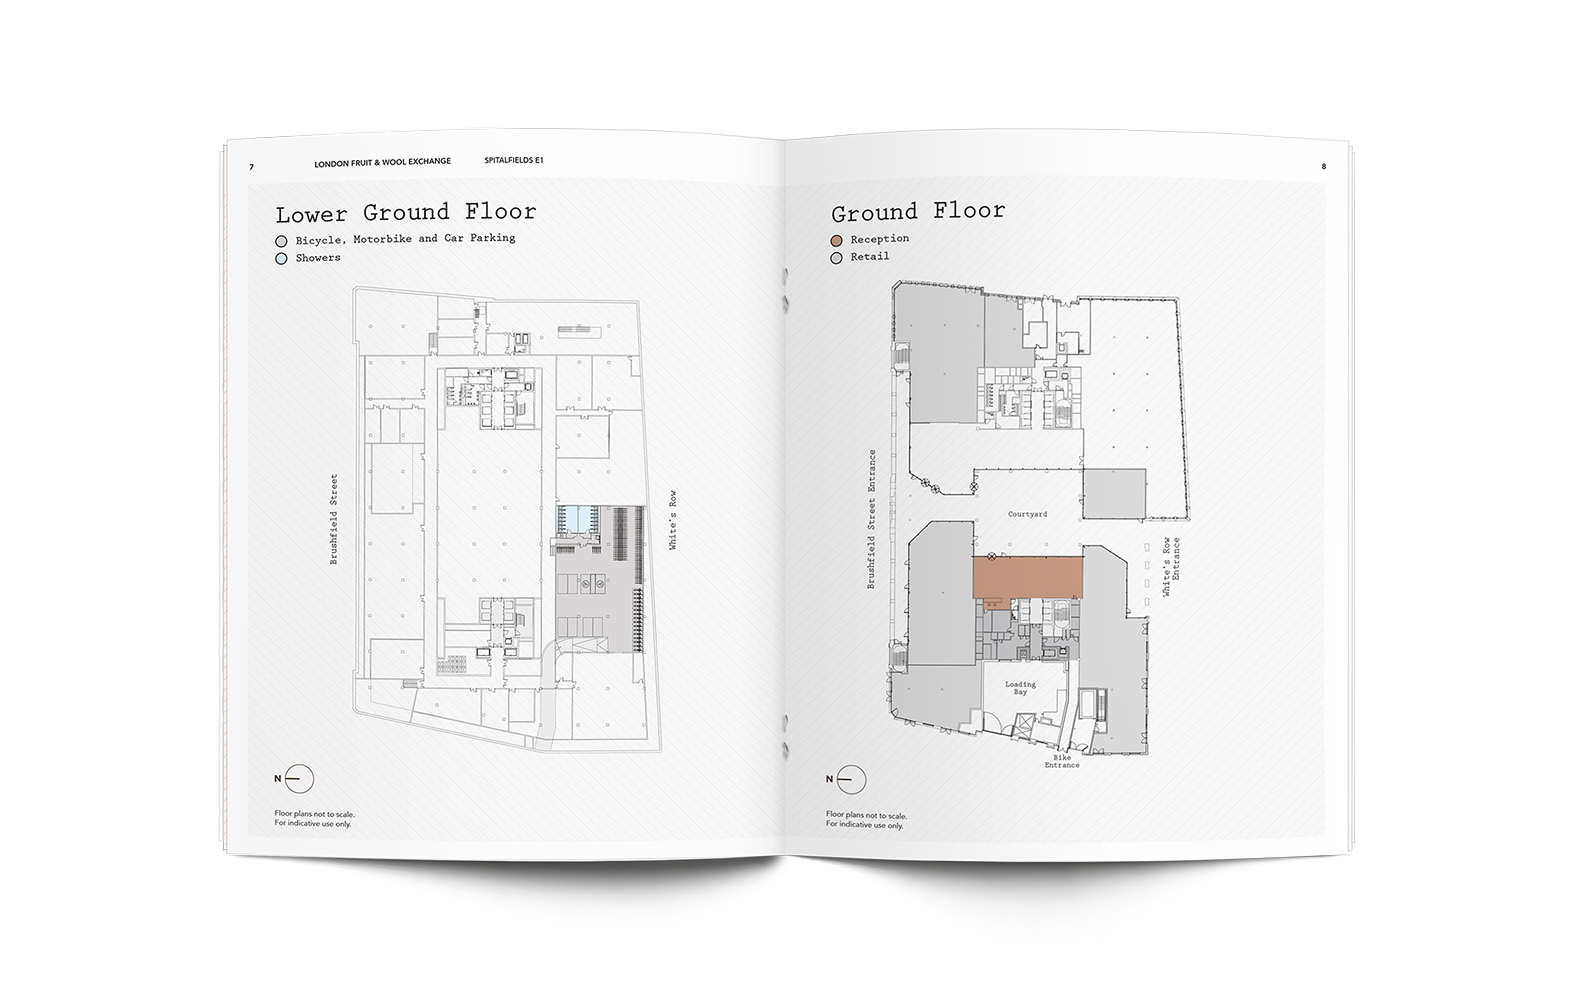 7 LONDON FRUIT & WOOL EXCHANGE SPITALFIELDS E1
Lower Ground Floor
Bicycle, Motorbike and Car Parking
Showers
Brushfield Street
White's Row
N
Floor plans not to scale.
For indicative use only.
8
Ground Floor
Reception
Retail
Brushfield Street Entrance
Courtyard
White's Row
Entrance
Loading
Bay
Bike
Entrance
N
Floor plans not to scale.
For indicative use only.